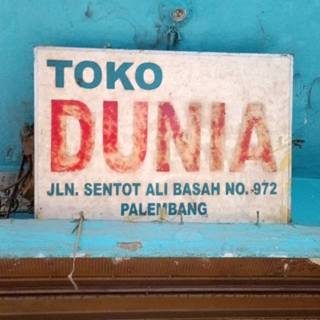 TOKO
DUNIA
JLN. SENTOT ALI BASAH NO. 972
PALEMBANG